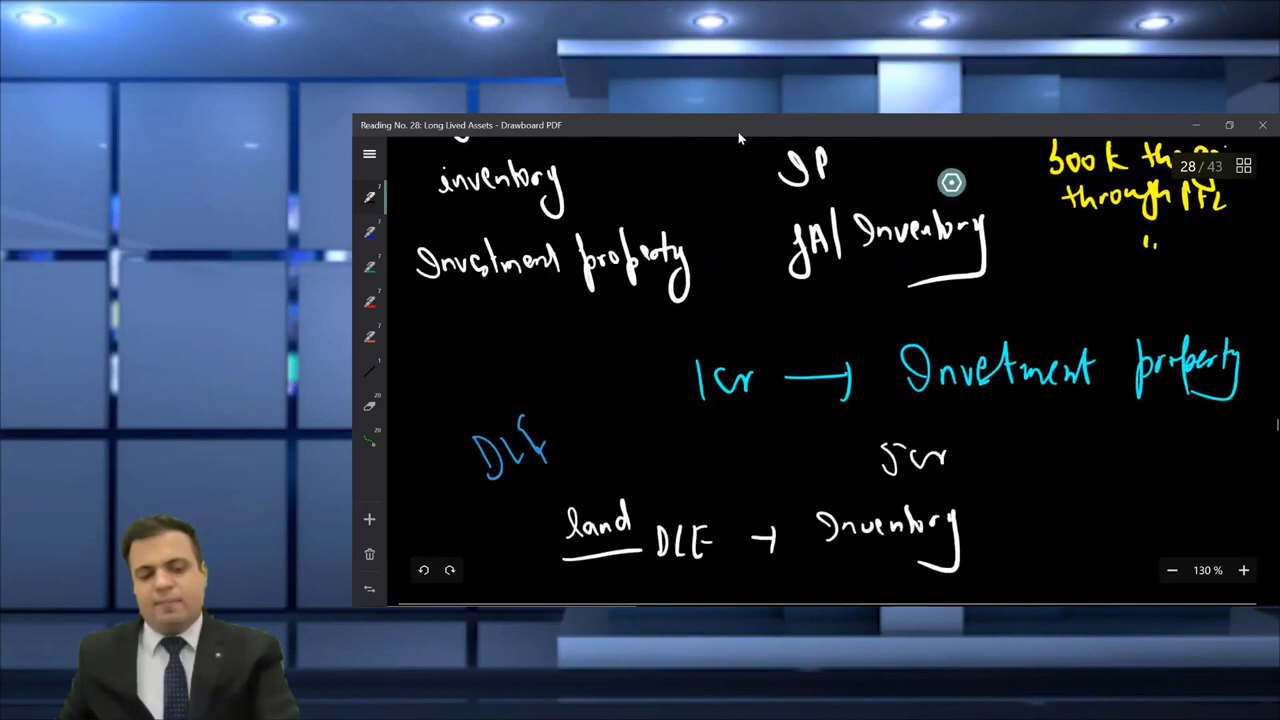 Reading No. 28: Long Lived Assets - Drawboard PDF
28 / 43
inventory
IP
book the
through P&L
Investment property
FA/ Inventory
1cr → Invetment property
DLF
5cr
land DLF → Inventory
130 %